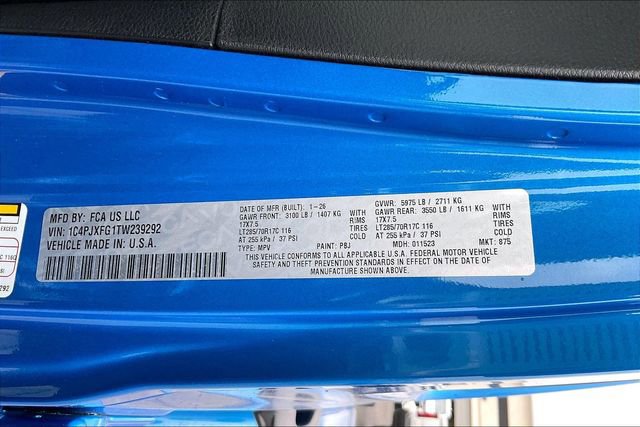 EXCEED
116C
292
MFD BY: FCA US LLC
VIN: 1C4PJXFG1TW239292
VEHICLE MADE IN U.S.A.
DATE OF MFR (BUILT): 1-26
GAWR FRONT: 3100 LB / 1407 KG WITH
17X7.5 RIMS
LT285/70R17C 116 TIRES
AT 255 kPa / 37 PSI COLD
TYPE: MPV PAINT: PBJ
GVWR: 5975 LB / 2711 KG
GAWR REAR: 3550 LB / 1611 KG WITH
17X7.5 RIMS
LT285/70R17C 116 TIRES
AT 255 kPa / 37 PSI COLD
MDH: 011523 MKT: 875
THIS VEHICLE CONFORMS TO ALL APPLICABLE U.S.A. FEDERAL MOTOR VEHICLE
SAFETY AND THEFT PREVENTION STANDARDS IN EFFECT ON THE DATE OF
MANUFACTURE SHOWN ABOVE.